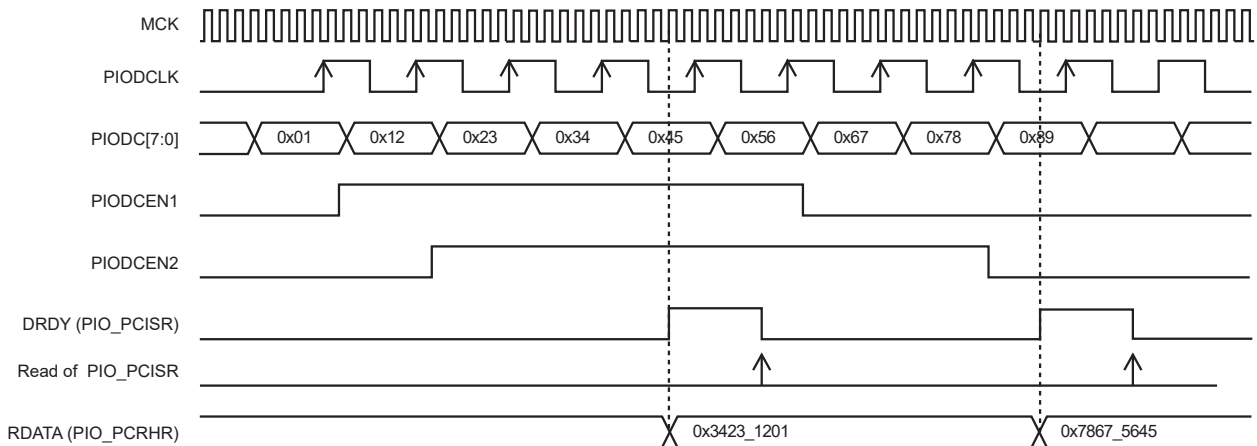 MCK
PIODCLK
PIODC[7:0] 0x01 0x12 0x23 0x34 0x45 0x56 0x67 0x78 0x89
PIODCEN1
PIODCEN2
DRDY (PIO_PCISR)
Read of PIO_PCISR
RDATA (PIO_PCRHR) 0x3423_1201 0x7867_5645